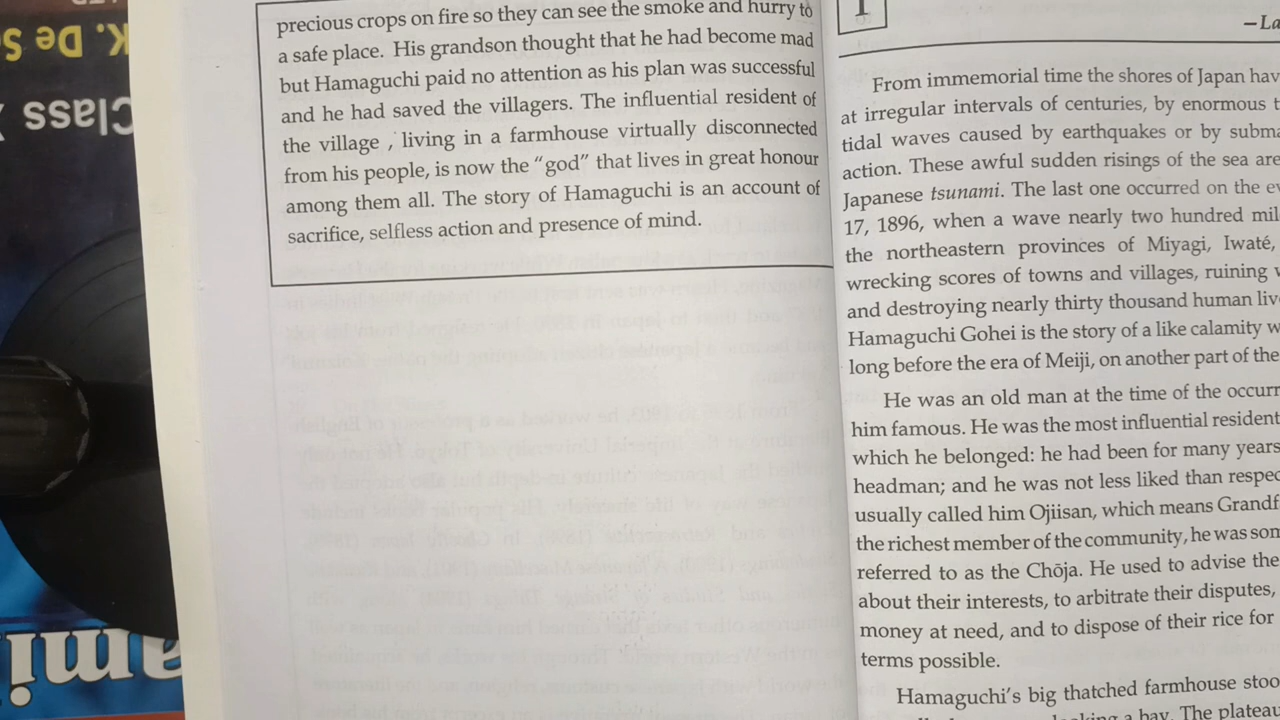 K. De S
Class
ami
precious crops on fire so they can see the smoke and hurry to
a safe place. His grandson thought that he had become mad
but Hamaguchi paid no attention as his plan was successful
and he had saved the villagers. The influential resident of
the village , living in a farmhouse virtually disconnected
from his people, is now the “god” that lives in great honour
among them all. The story of Hamaguchi is an account of
sacrifice, selfless action and presence of mind.
–La
From immemorial time the shores of Japan hav
at irregular intervals of centuries, by enormous t
tidal waves caused by earthquakes or by subma
action. These awful sudden risings of the sea are
Japanese tsunami. The last one occurred on the ev
17, 1896, when a wave nearly two hundred mil
the northeastern provinces of Miyagi, Iwaté,
wrecking scores of towns and villages, ruining w
and destroying nearly thirty thousand human live
Hamaguchi Gohei is the story of a like calamity w
long before the era of Meiji, on another part of the
He was an old man at the time of the occurr
him famous. He was the most influential resident
which he belonged: he had been for many years
headman; and he was not less liked than respec
usually called him Ojiisan, which means Grandf
the richest member of the community, he was som
referred to as the Chōja. He used to advise the
about their interests, to arbitrate their disputes,
money at need, and to dispose of their rice for
terms possible.
Hamaguchi’s big thatched farmhouse stoo
a bay. The plateau